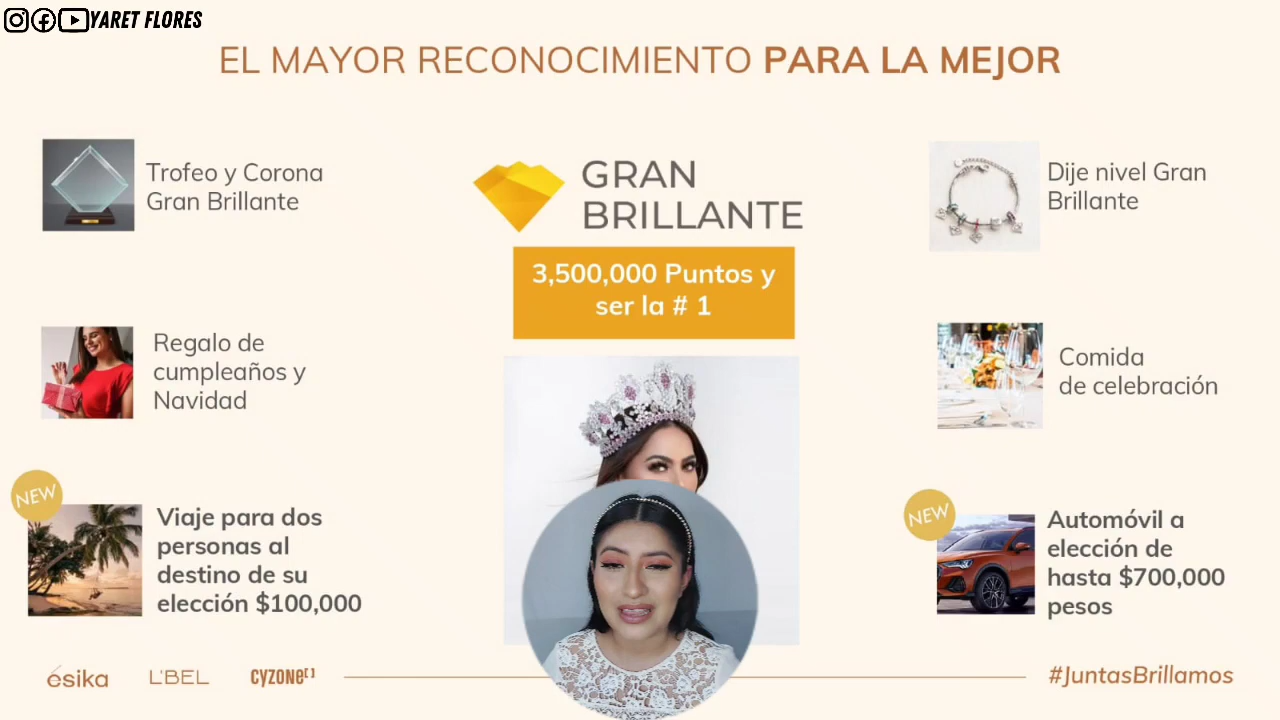 YARET FLORES
EL MAYOR RECONOCIMIENTO PARA LA MEJOR
Trofeo y Corona
Gran Brillante
GRAN
BRILLANTE
3,500,000 Puntos y
ser la # 1
Dije nivel Gran
Brillante
Regalo de
cumpleaños y
Navidad
Comida
de celebración
NEW
Viaje para dos
personas al
destino de su
elección $100,000
NEW
Automóvil a
elección de
hasta $700,000
pesos
ésika
L'BEL
cyzone[']
#JuntasBrillamos